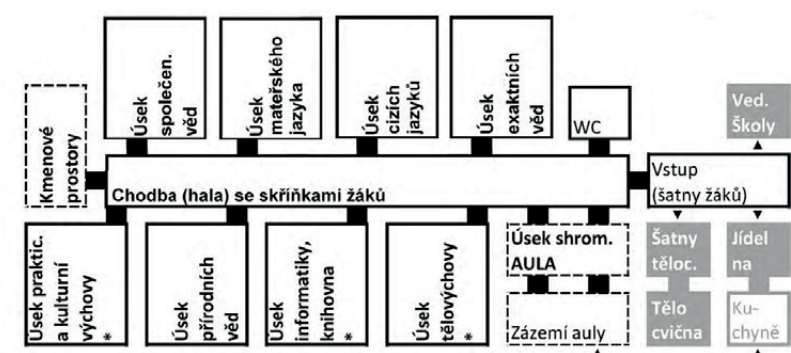 Úsek
společen.
věd
Úsek
mateřského
jazyka
Úsek
cizích
jazyků
Úsek
exaktních
věd
WC
Ved.
Školy
Kmenové
prostory
Chodba (hala) se skříňkami žáků
Vstup
(šatny žáků)
Úsek praktic.
a kulturní
výchovy
*
Úsek
přírodních
věd
Úsek
informatiky,
knihovna
*
Úsek
tělovýchovy
*
Úsek shrom.
AULA
Zázemí auly
Šatny
těloc.
Tělo
cvična
Jídel
na
Ku-
chyně